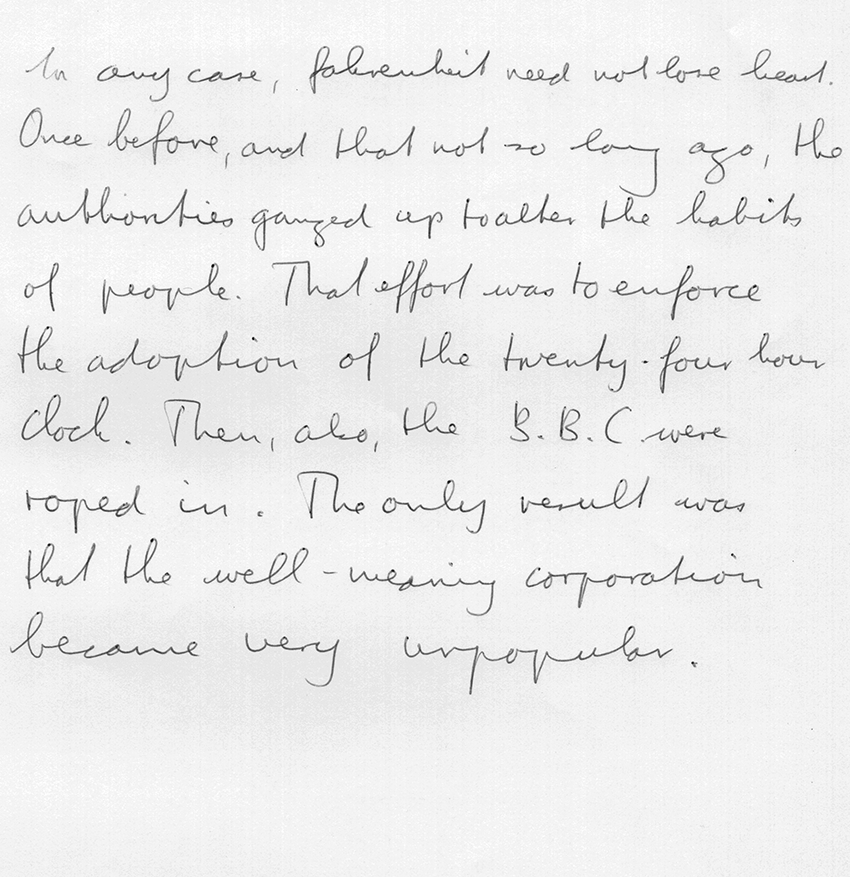 In any case, fahrenheit need not lose heart.
Once before, and that not so long ago, the
authorities ganged up to alter the habits
of people. That effort was to enforce
the adoption of the twenty-four hour
clock. Then, also, the B.B.C. were
roped in. The only result was
that the well-meaning corporation
became very unpopular.